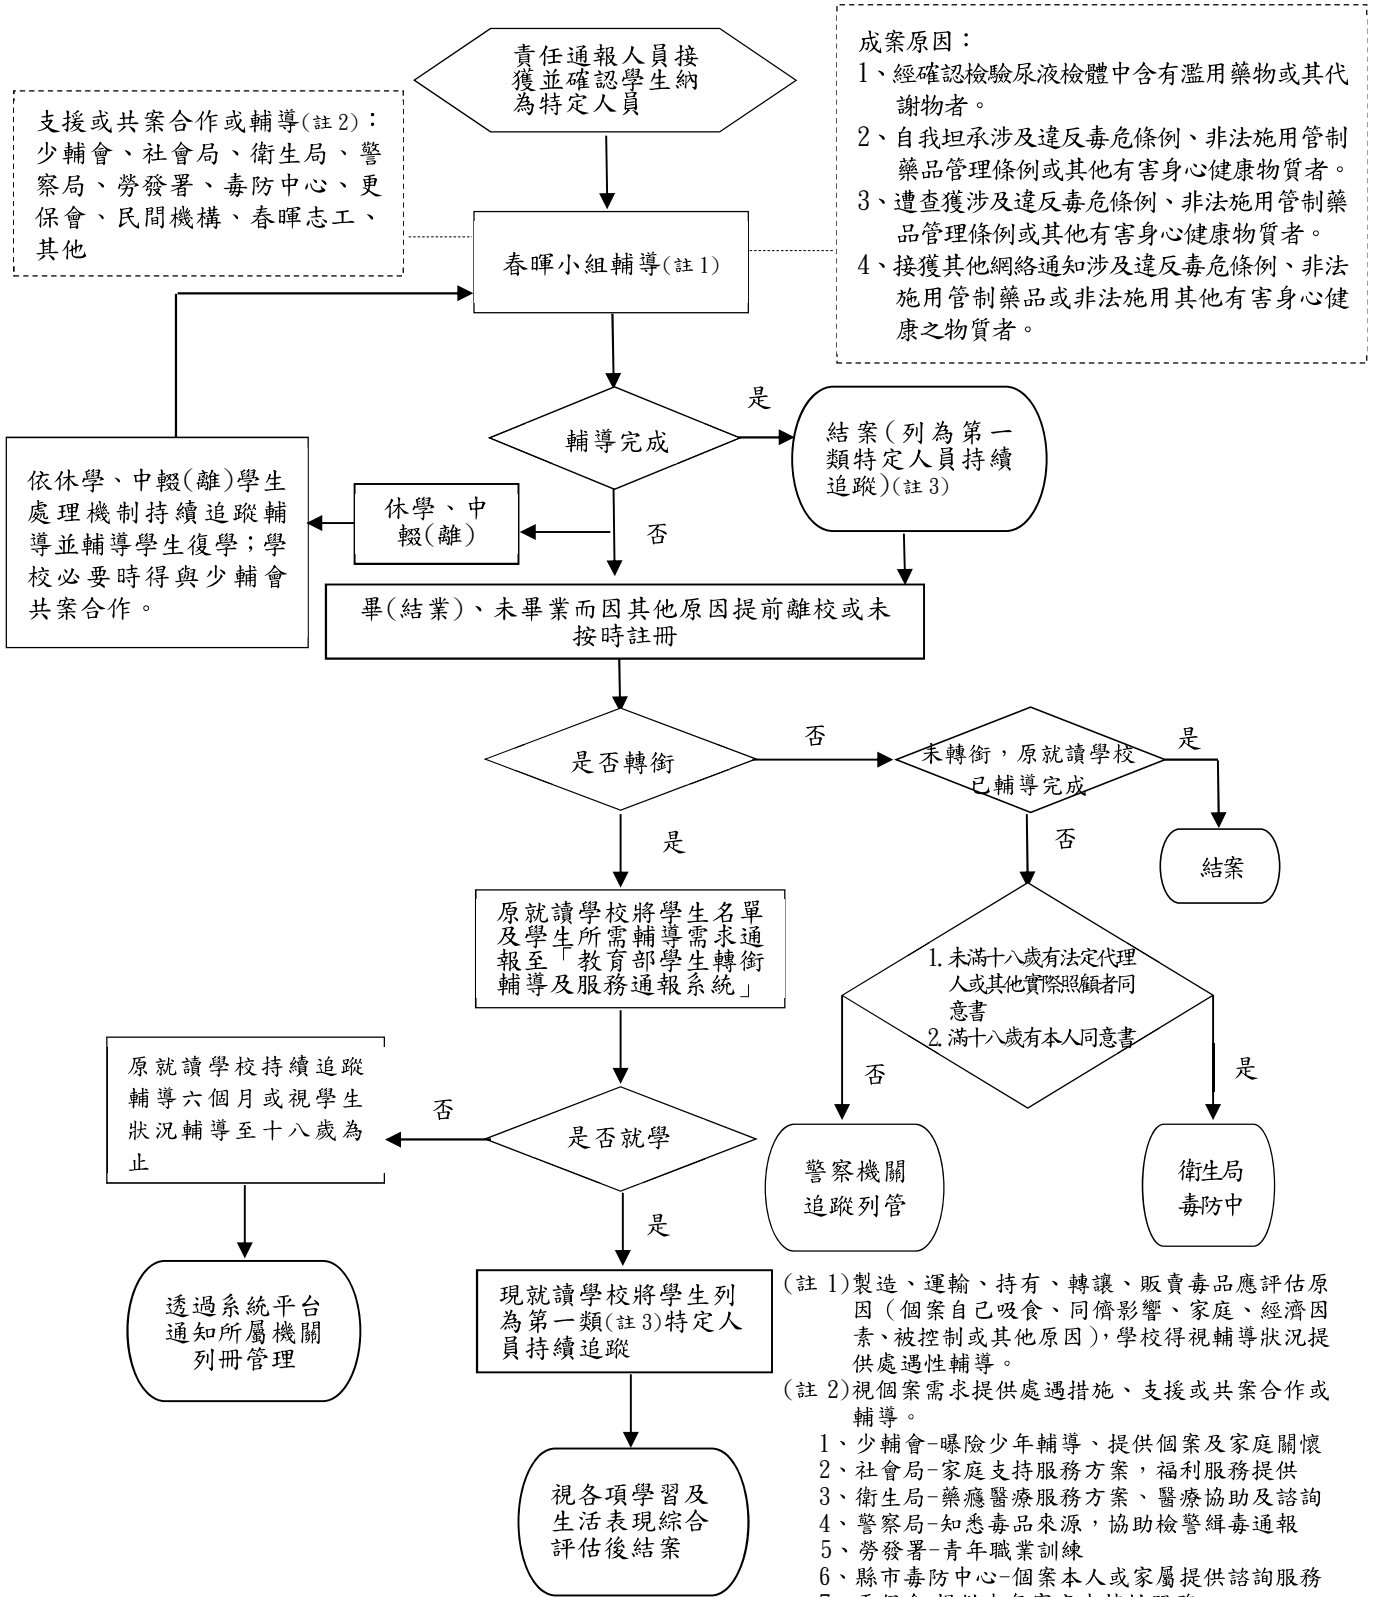 責任通報人員接
獲並確認學生納
為特定人員
成案原因：
1、經確認檢驗尿液檢體中含有濫用藥物或其代
謝物者。
2、自我坦承涉及違反毒危條例、非法施用管制
藥品管理條例或其他有害身心健康物質者。
3、遭查獲涉及違反毒危條例、非法施用管制藥
品管理條例或其他有害身心健康物質者。
4、接獲其他網絡通知涉及違反毒危條例、非法
施用管制藥品或非法施用其他有害身心健
康之物質者。
支援或共案合作或輔導(註2)：
少輔會、社會局、衛生局、警
察局、勞發署、毒防中心、更
保會、民間機構、春暉志工、
其他
春暉小組輔導(註1)
輔導完成
是
結案(列為第一
類特定人員持續
追蹤)(註3)
否
休學、中
輟(離)
依休學、中輟(離)學生
處理機制持續追蹤輔
導並輔導學生復學；學
校必要時得與少輔會
共案合作。
畢(結業)、未畢業而因其他原因提前離校或未
按時註冊
是否轉銜
否
未轉銜，原就讀學校
已輔導完成
是
結案
是
否
原就讀學校將學生名單
及學生所需輔導需求通
報至「教育部學生轉銜
輔導及服務通報系統」
1. 未滿十八歲有法定代理
人或其他實際照顧者同
意書
2. 滿十八歲有本人同意書
否
是
警察機關
追蹤列管
衛生局
毒防中
是否就學
否
原就讀學校持續追蹤
輔導六個月或視學生
狀況輔導至十八歲為
止
透過系統平台
通知所屬機關
列冊管理
是
現就讀學校將學生列
為第一類(註3)特定人
員持續追蹤
視各項學習及
生活表現綜合
評估後結案
(註 1)製造、運輸、持有、轉讓、販賣毒品應評估原
因（個案自己吸食、同儕影響、家庭、經濟因
素、被控制或其他原因），學校得視輔導狀況提
供處遇性輔導。
(註 2)視個案需求提供處遇措施、支援或共案合作或
輔導。
1、少輔會-曝險少年輔導、提供個案及家庭關懷
2、社會局-家庭支持服務方案，福利服務提供
3、衛生局-藥癮醫療服務方案、醫療協助及諮詢
4、警察局-知悉毒品來源，協助檢警緝毒通報
5、勞發署-青年職業訓練
6、縣市毒防中心-個案本人或家屬提供諮詢服務